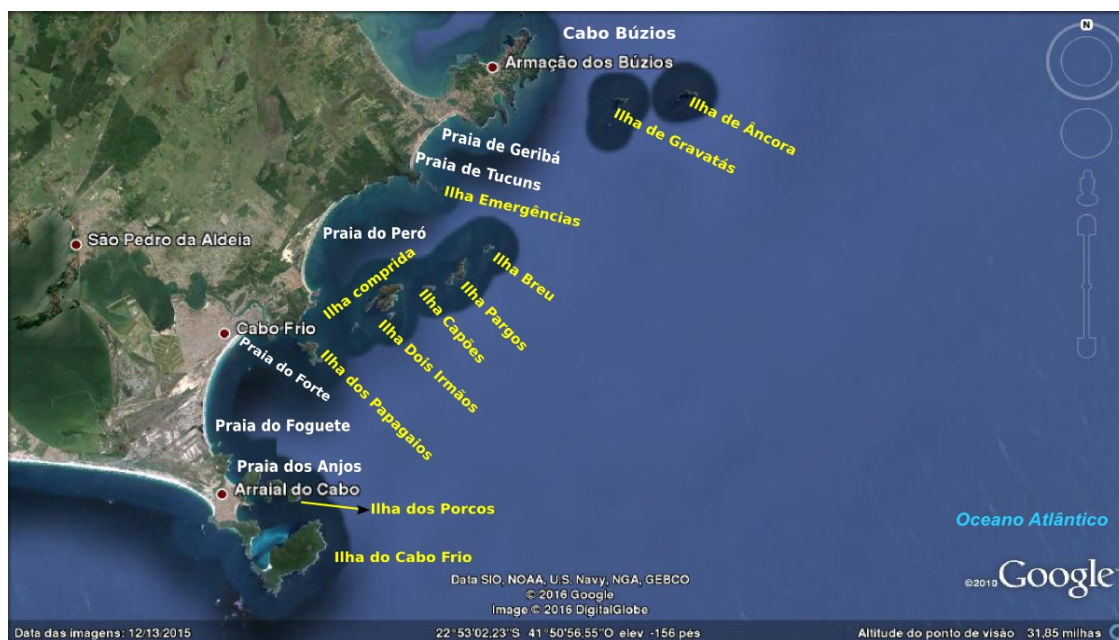 N
Cabo Búzios
Armação dos Búzios
Ilha de Gravatás
Ilha de Âncora
Praia de Geribá
Praia de Tucuns
Ilha Emergências
São Pedro da Aldeia
Praia do Peró
Ilha comprida
Ilha Breu
Ilha Pargos
Ilha Capões
Ilha Dois Irmãos
Cabo Frio
Praia do Forte
Ilha dos Papagaios
Praia do Foguete
Praia dos Anjos
Arraial do Cabo
Ilha dos Porcos
Oceano Atlântico
Ilha do Cabo Frio
Data SIO, NOAA, U.S. Navy, NGA, GEBCO
© 2016 Google
Image © 2016 DigitalGlobe
©2010 Google
Data das imagens: 12/13/2015 22°53'02,23"S 41°50'56,55"O elev -156 pés Altitude do ponto de visão 31,85 milhas